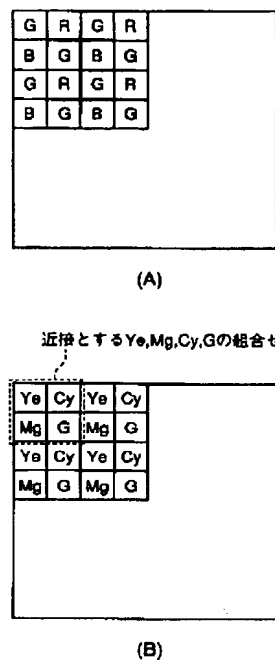 G R G R
B G B G
G R G R
B G B G
(A)
近接とするYe,Mg,Cy,Gの組合せ
Ye Cy Ye Cy
Mg G Mg G
Ye Cy Ye Cy
Mg G Mg G
(B)